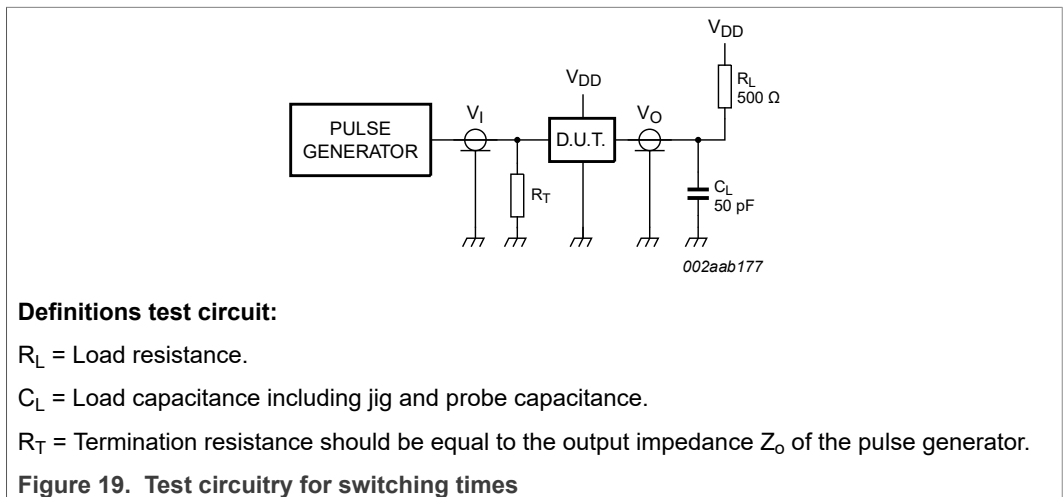 VDD
RL
500 Ω
VDD
VI
VO
PULSE
GENERATOR
D.U.T.
RT
CL
50 pF
002aab177
Definitions test circuit:
RL = Load resistance.
CL = Load capacitance including jig and probe capacitance.
RT = Termination resistance should be equal to the output impedance Zo of the pulse generator.
Figure 19. Test circuitry for switching times